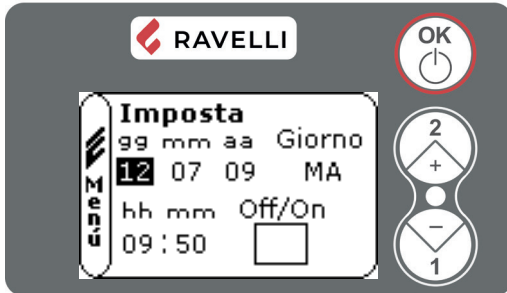 RAVELLI
OK
Imposta
gg mm aa Giorno
12 07 09 MA
hh mm Off/On
09:50
Menú
2
+
−
1